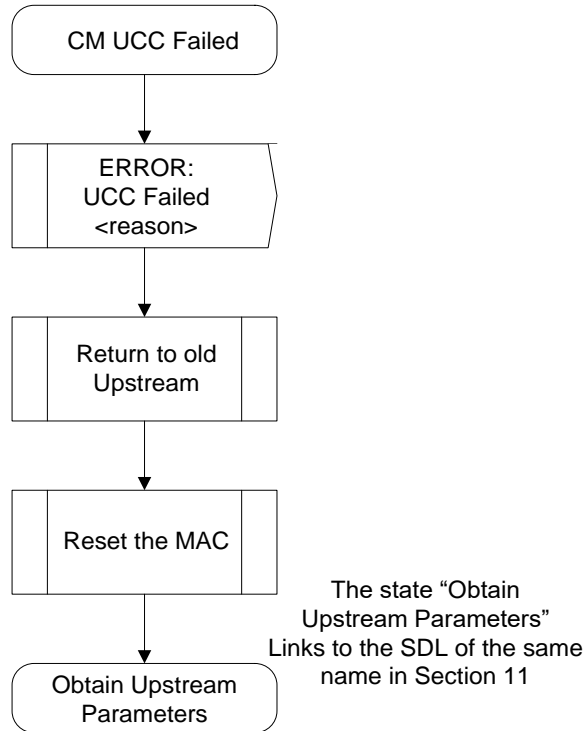 CM UCC Failed
ERROR:
UCC Failed
<reason>
Return to old
Upstream
Reset the MAC
The state “Obtain
Upstream Parameters”
Links to the SDL of the same
name in Section 11
Obtain Upstream
Parameters